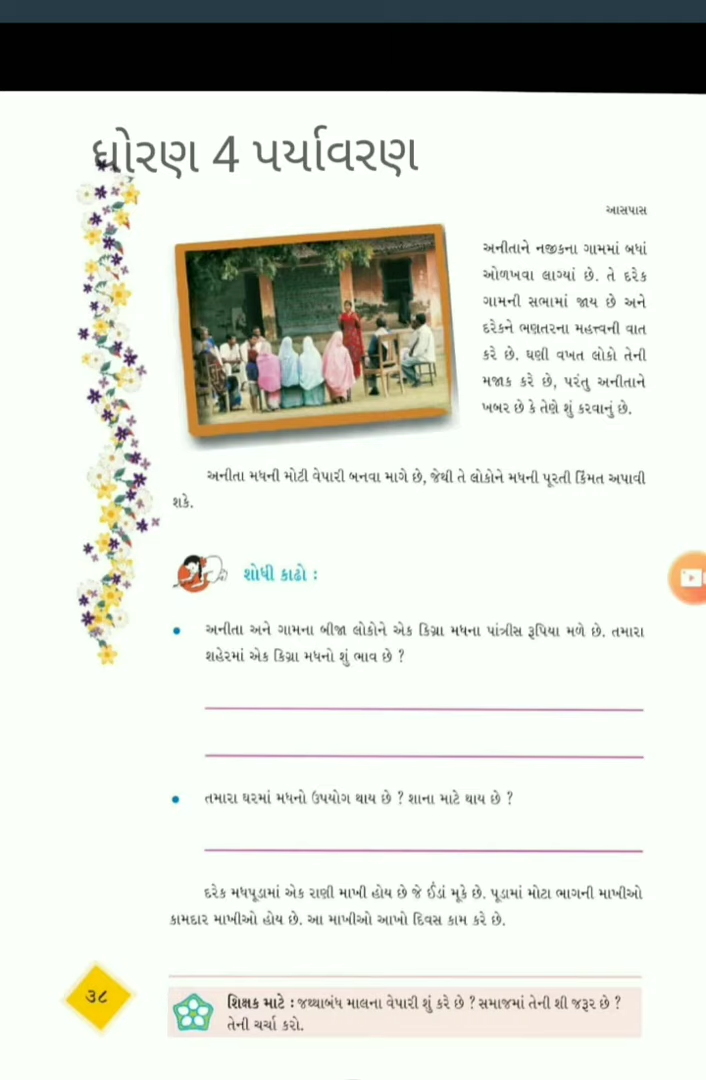 ધોરણ 4 પર્યાવરણ
આસપાસ
અનીતાને નજીકના ગામમાં બધાં
ઓળખવા લાગ્યાં છે. તે દરેક
ગામની સભામાં જાય છે અને
દરેકને ભણતરના મહત્ત્વની વાત
કરે છે. ઘણી વખત લોકો તેની
મજાક કરે છે, પરંતુ અનીતાને
ખબર છે કે તેણે શું કરવાનું છે.
અનીતા મધની મોટી વેપારી બનવા માગે છે, જેથી તે લોકોને મધની પૂરતી કિંમત અપાવી
શકે.
શોધી કાઢો :
• અનીતા અને ગામના બીજા લોકોને એક કિગ્રા મધના પાંત્રીસ રૂપિયા મળે છે. તમારા
શહેરમાં એક કિગ્રા મધનો શું ભાવ છે ?
• તમારા ઘરમાં મધનો ઉપયોગ થાય છે ? શાના માટે થાય છે ?
દરેક મધપૂડામાં એક રાણી માખી હોય છે જે ઈંડાં મૂકે છે. પૂડામાં મોટા ભાગની માખીઓ
કામદાર માખીઓ હોય છે. આ માખીઓ આખો દિવસ કામ કરે છે.
૩૮
શિક્ષક માટે : જથ્થાબંધ માલના વેપારી શું કરે છે ? સમાજમાં તેની શી જરૂર છે ?
તેની ચર્ચા કરો.